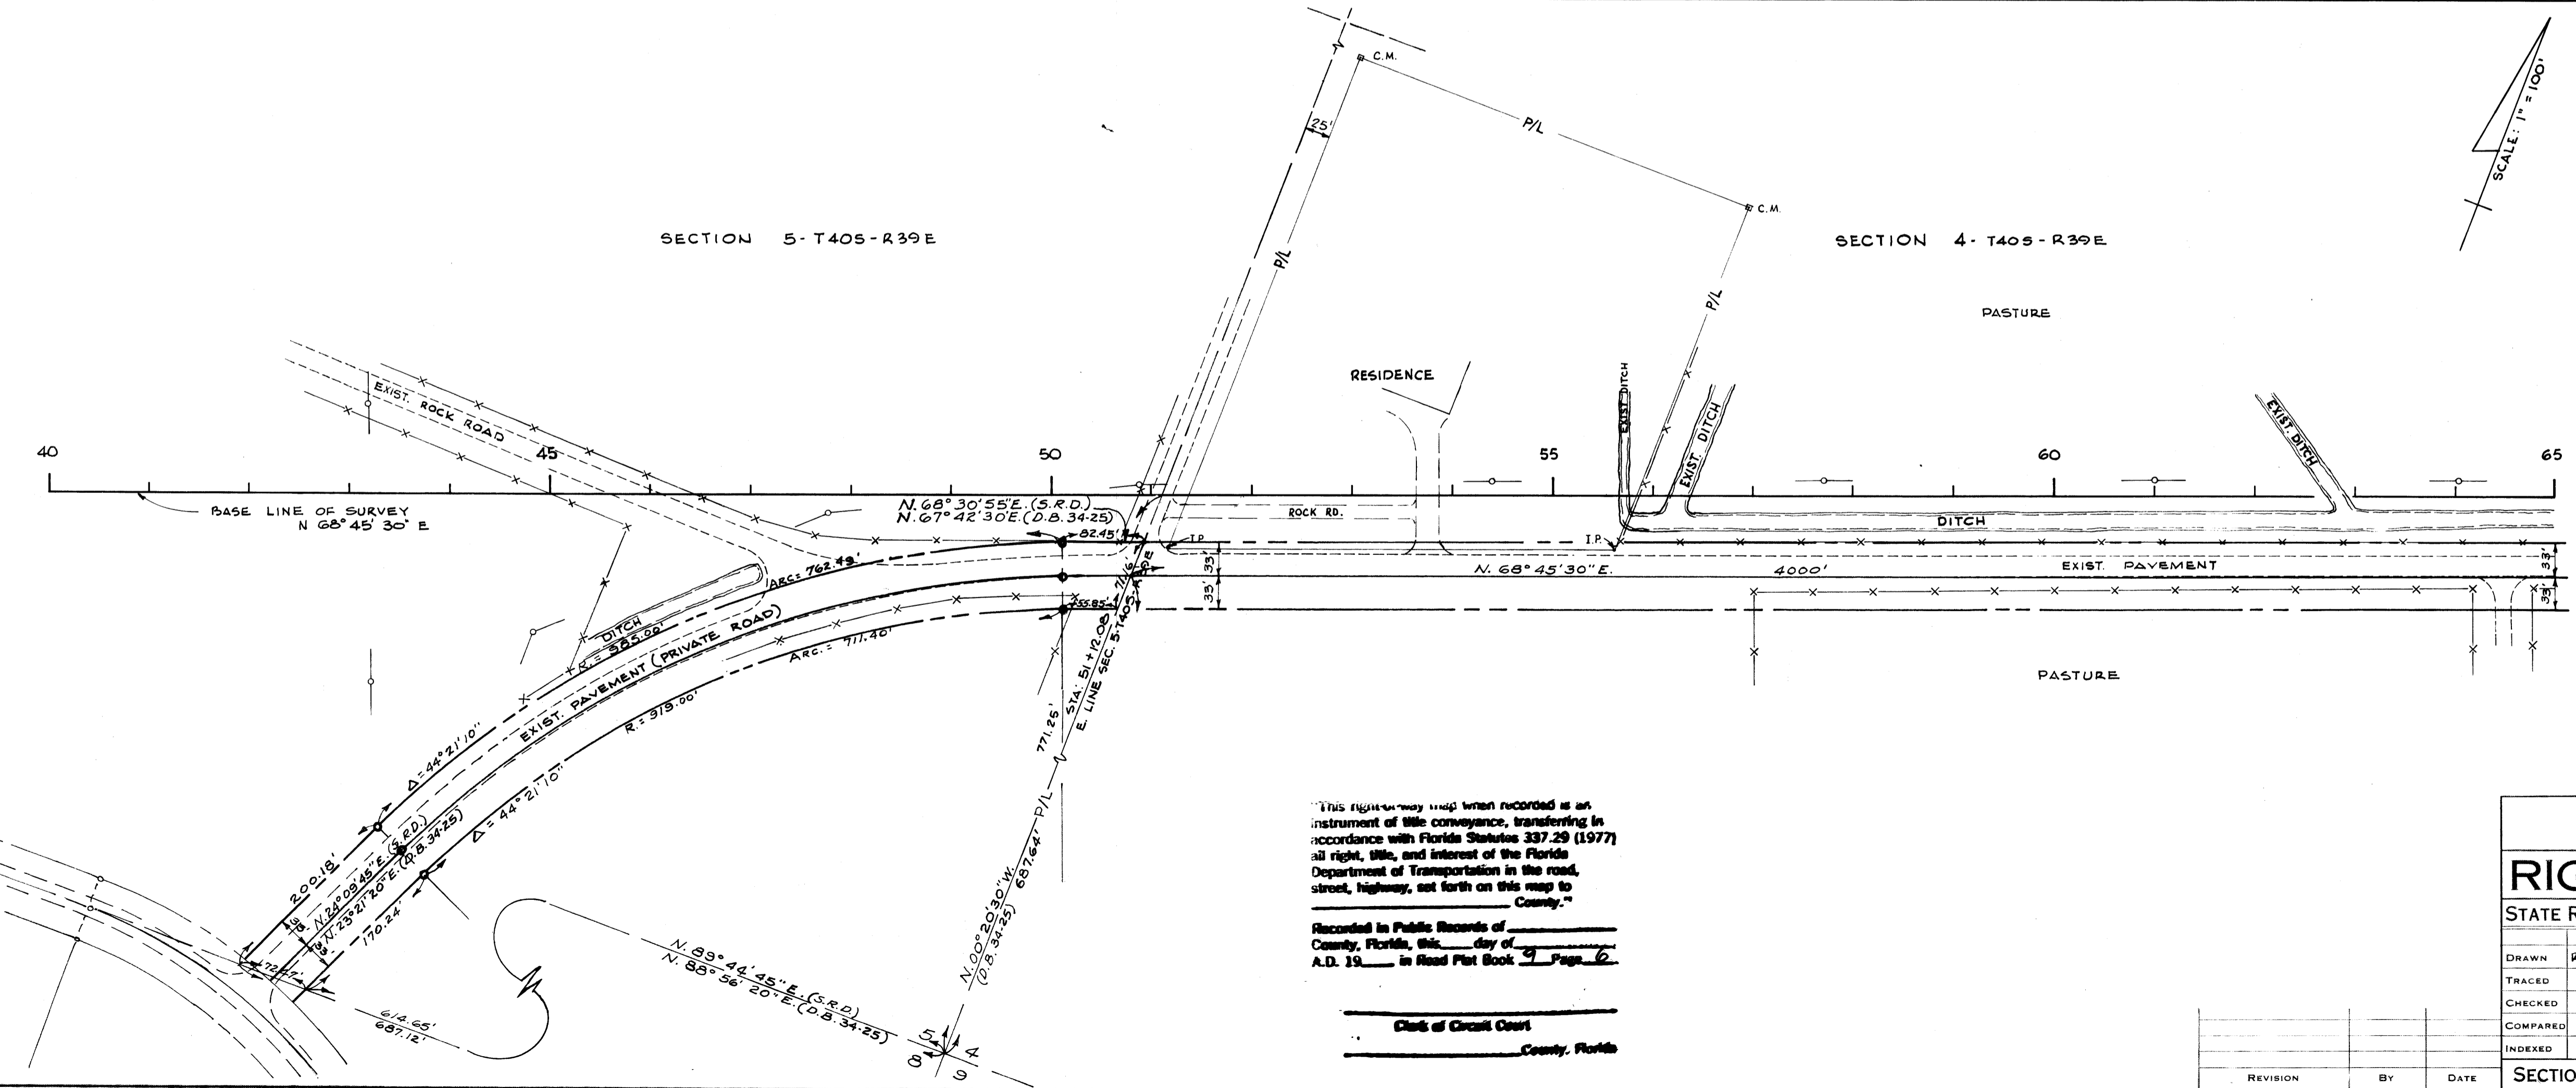 C.M.
P/L
25'
SCALE: 1" = 100'
C.M.
SECTION 5-T40S-R39E
SECTION 4-T40S-R39E
P/L
P/L
PASTURE
RESIDENCE
EXIST. ROCK ROAD
EXIST DITCH
EXIST. DITCH
EXIST. DITCH
40
45
50
55
60
65
BASE LINE OF SURVEY
N 68° 45' 30" E
N. 68° 30' 55" E. (S.R.D.)
N. 67° 42' 30" E. (D.B. 34-25)
ROCK RD.
DITCH
82.45'
I.P.
I.P.
ARC= 762.49'
71.16'
33'
33'
N. 68° 45' 30" E.
4000'
EXIST. PAVEMENT
33'
33'
DITCH
R. = 985.00'
EXIST. PAVEMENT (PRIVATE ROAD)
55.85'
ARC. = 711.40'
R. = 919.00'
STA. 51 + 12.08
E. LINE SEC. 5-T40S-R39E
771.25'
PASTURE
Δ = 44° 21' 10"
Δ = 44° 21' 10"
P/L
200.18'
N. 24° 09' 45" E. (S.R.D.)
N. 23° 21' 20" E. (D.B. 34-25)
33'
33'
170.24'
72.47'
614.65'
687.12'
N. 89° 44' 45" E. (S.R.D.)
N. 88° 56' 20" E. (D.B. 34-25)
N. 00° 20' 30" W. 687.64'
(D.B. 34-25)
5 4
8 9
"This right-of-way map when recorded is an
instrument of title conveyance, transferring in
accordance with Florida Statutes 337.29 (1977)
all right, title, and interest of the Florida
Department of Transportation in the road,
street, highway, set forth on this map to
County."
Recorded in Public Records of
County, Florida, this day of
A.D. 19 in Road Plat Book 9 Page 6
Clerk of Circuit Court
County, Florida
RIG
STATE R
DRAWN
TRACED
CHECKED
COMPARED
INDEXED
REVISION BY DATE
SECTIO